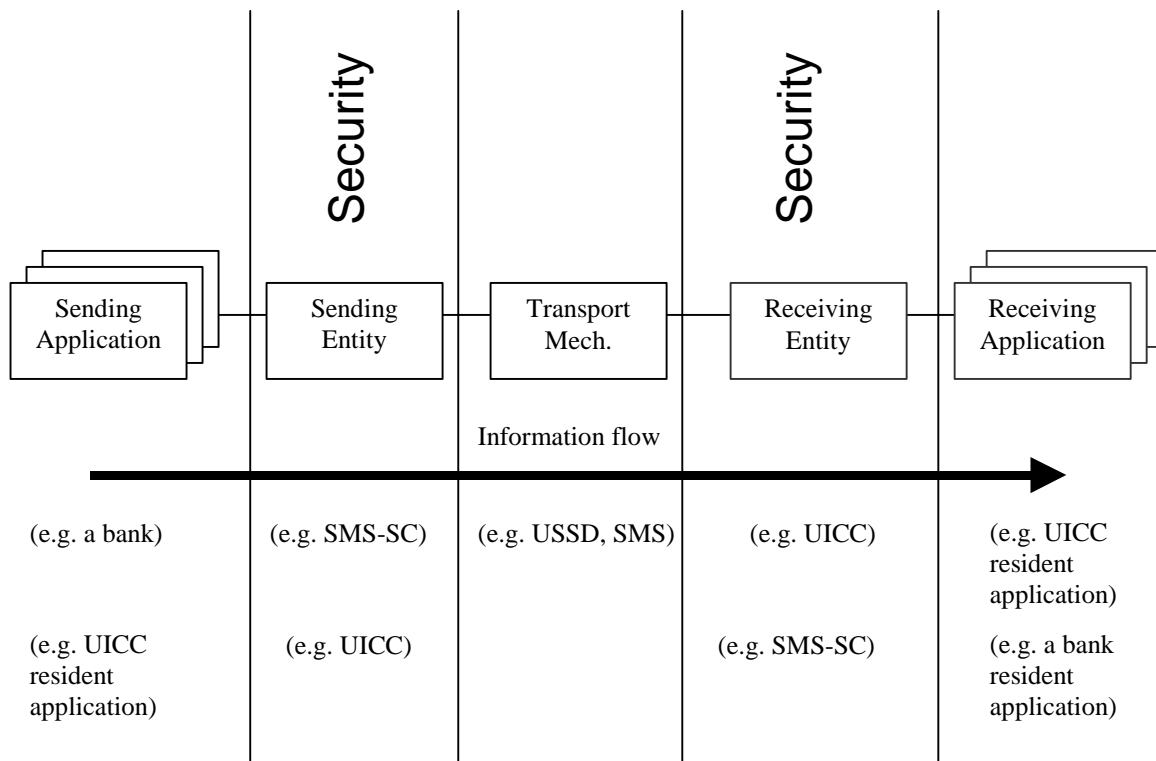 Security
Security
Sending
Application
Sending
Entity
Transport
Mech.
Receiving
Entity
Receiving
Application
Information flow
(e.g. a bank)
(e.g. SMS-SC)
(e.g. USSD, SMS)
(e.g. UICC)
(e.g. UICC
resident
application)
(e.g. UICC
resident
application)
(e.g. UICC)
(e.g. SMS-SC)
(e.g. a bank
resident
application)